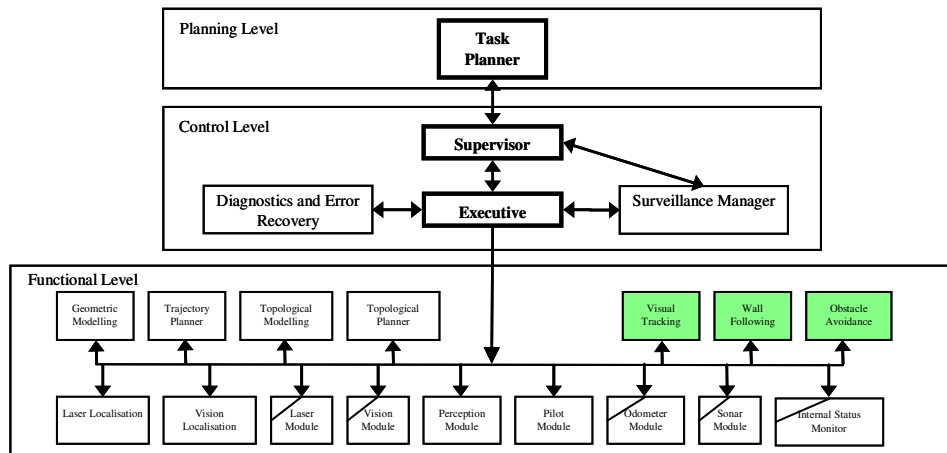 Planning Level
Task
Planner
Control Level
Supervisor
Diagnostics and Error
Recovery
Executive
Surveillance Manager
Functional Level
Geometric
Modelling
Trajectory
Planner
Topological
Modelling
Topological
Planner
Visual
Tracking
Wall
Following
Obstacle
Avoidance
Laser Localisation
Vision
Localisation
Laser
Module
Vision
Module
Perception
Module
Pilot
Module
Odometer
Module
Sonar
Module
Internal Status
Monitor